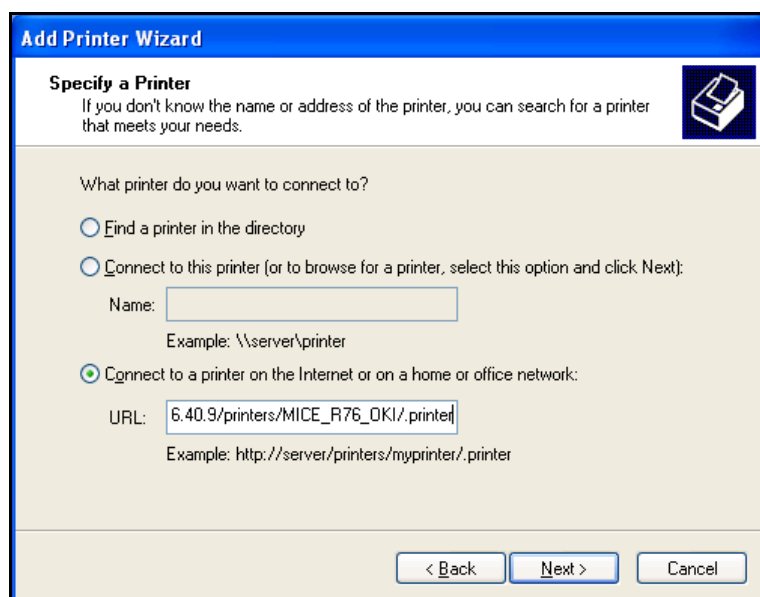 Add Printer Wizard
Specify a Printer
If you don't know the name or address of the printer, you can search for a printer
that meets your needs.
What printer do you want to connect to?
Find a printer in the directory
Connect to this printer (or to browse for a printer, select this option and click Next):
Name:
Example: \\server\printer
Connect to a printer on the Internet or on a home or office network:
URL: 6.40.9/printers/MICE_R76_OKI/.printer
Example: http://server/printers/myprinter/.printer
< Back Next > Cancel